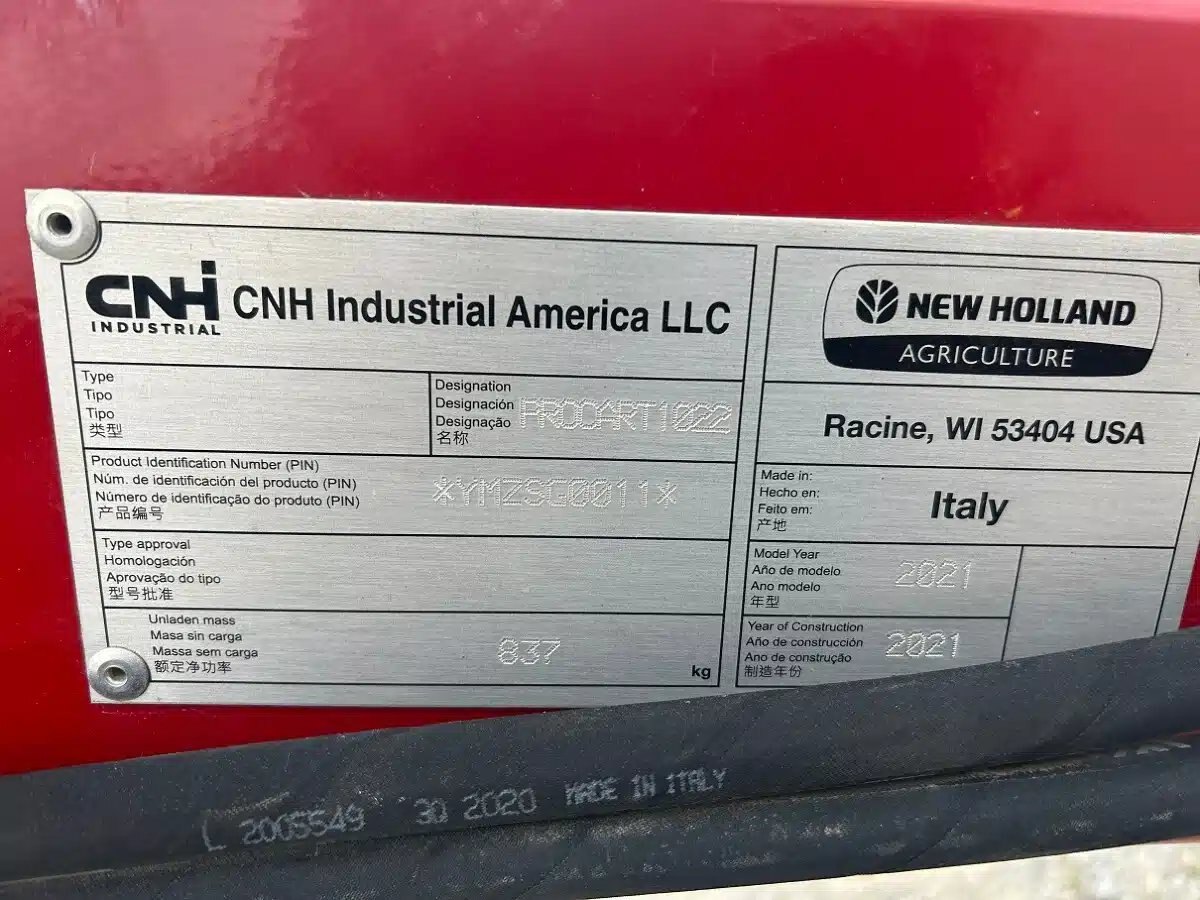 CNH INDUSTRIAL
CNH Industrial America LLC
Type
Tipo
Tipo
类型
Designation
Designación
Designação
名称
PROCART1022
Product Identification Number (PIN)
Núm. de identificación del producto (PIN)
Número de identificação do produto (PIN)
产品编号
*YMZSG0011*
Type approval
Homologación
Aprovação do tipo
型号批准
Unladen mass
Masa sin carga
Massa sem carga
额定净功率
837
kg
NEW HOLLAND
AGRICULTURE
Racine, WI 53404 USA
Made in:
Hecho en:
Feito em:
产地
Italy
Model Year
Año de modelo
Ano modelo
年型
2021
Year of Construction
Año de construcción
Ano de construção
制造年份
2021
L 2005549 3Q 2020 MADE IN ITALY